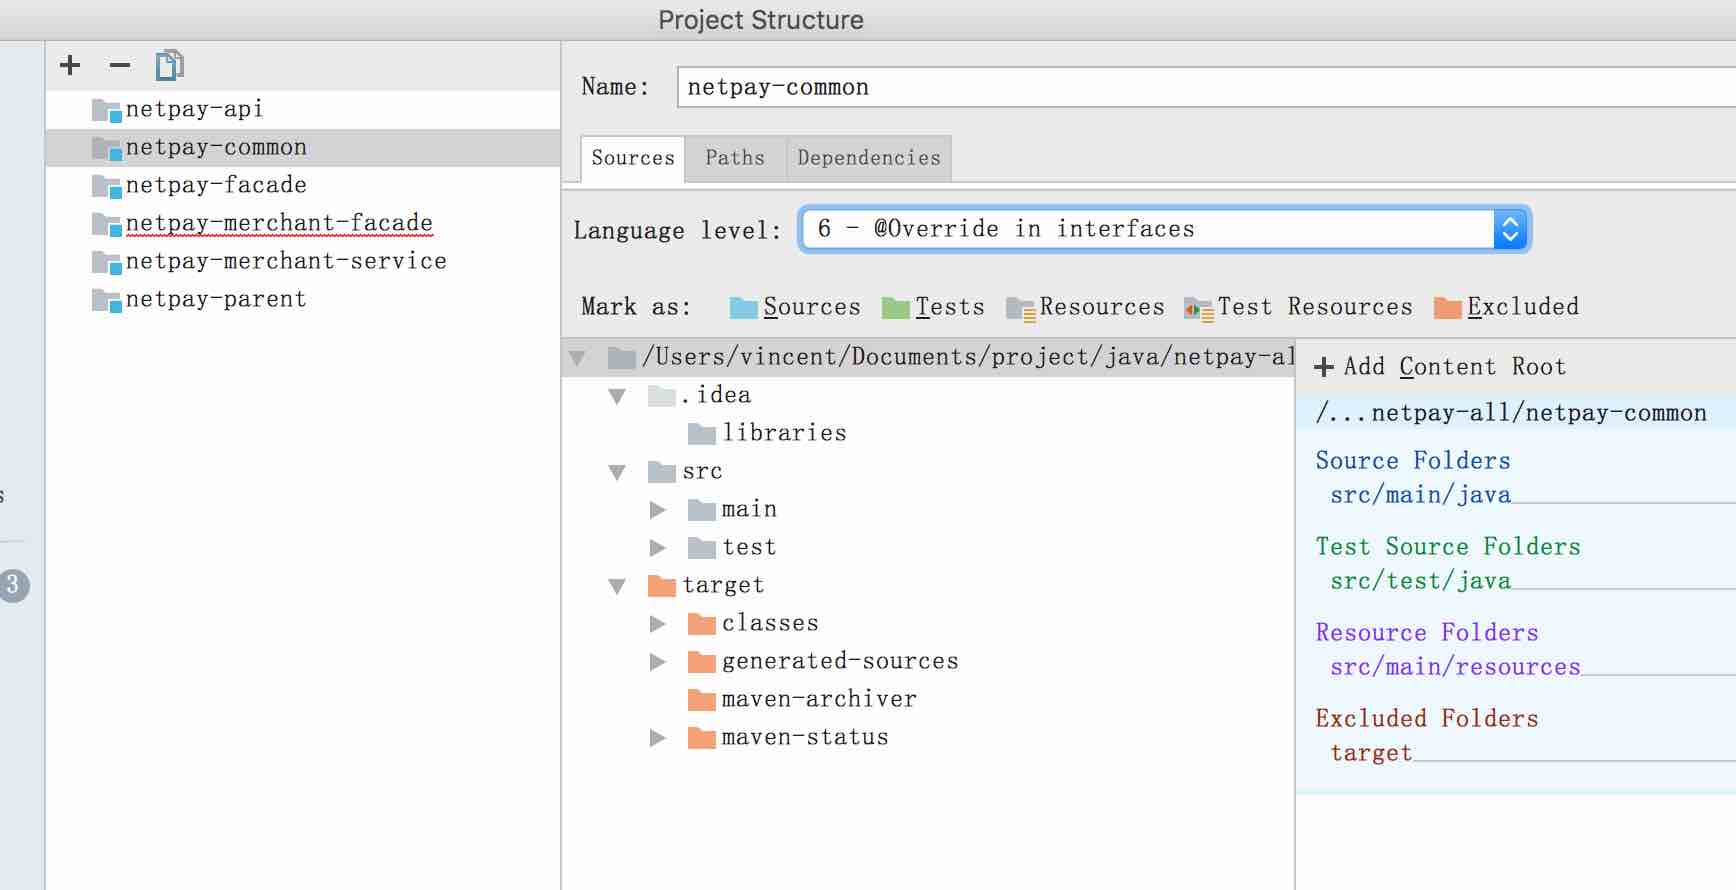 Project Structure
netpay-api
netpay-common
netpay-facade
netpay-merchant-facade
netpay-merchant-service
netpay-parent
s
3
Name: netpay-common
Sources Paths Dependencies
Language level: 6 - @Override in interfaces
Mark as: Sources Tests Resources Test Resources Excluded
/Users/vincent/Documents/project/java/netpay-al
.idea
libraries
src
main
test
target
classes
generated-sources
maven-archiver
maven-status
+ Add Content Root
/...netpay-all/netpay-common
Source Folders
src/main/java
Test Source Folders
src/test/java
Resource Folders
src/main/resources
Excluded Folders
target